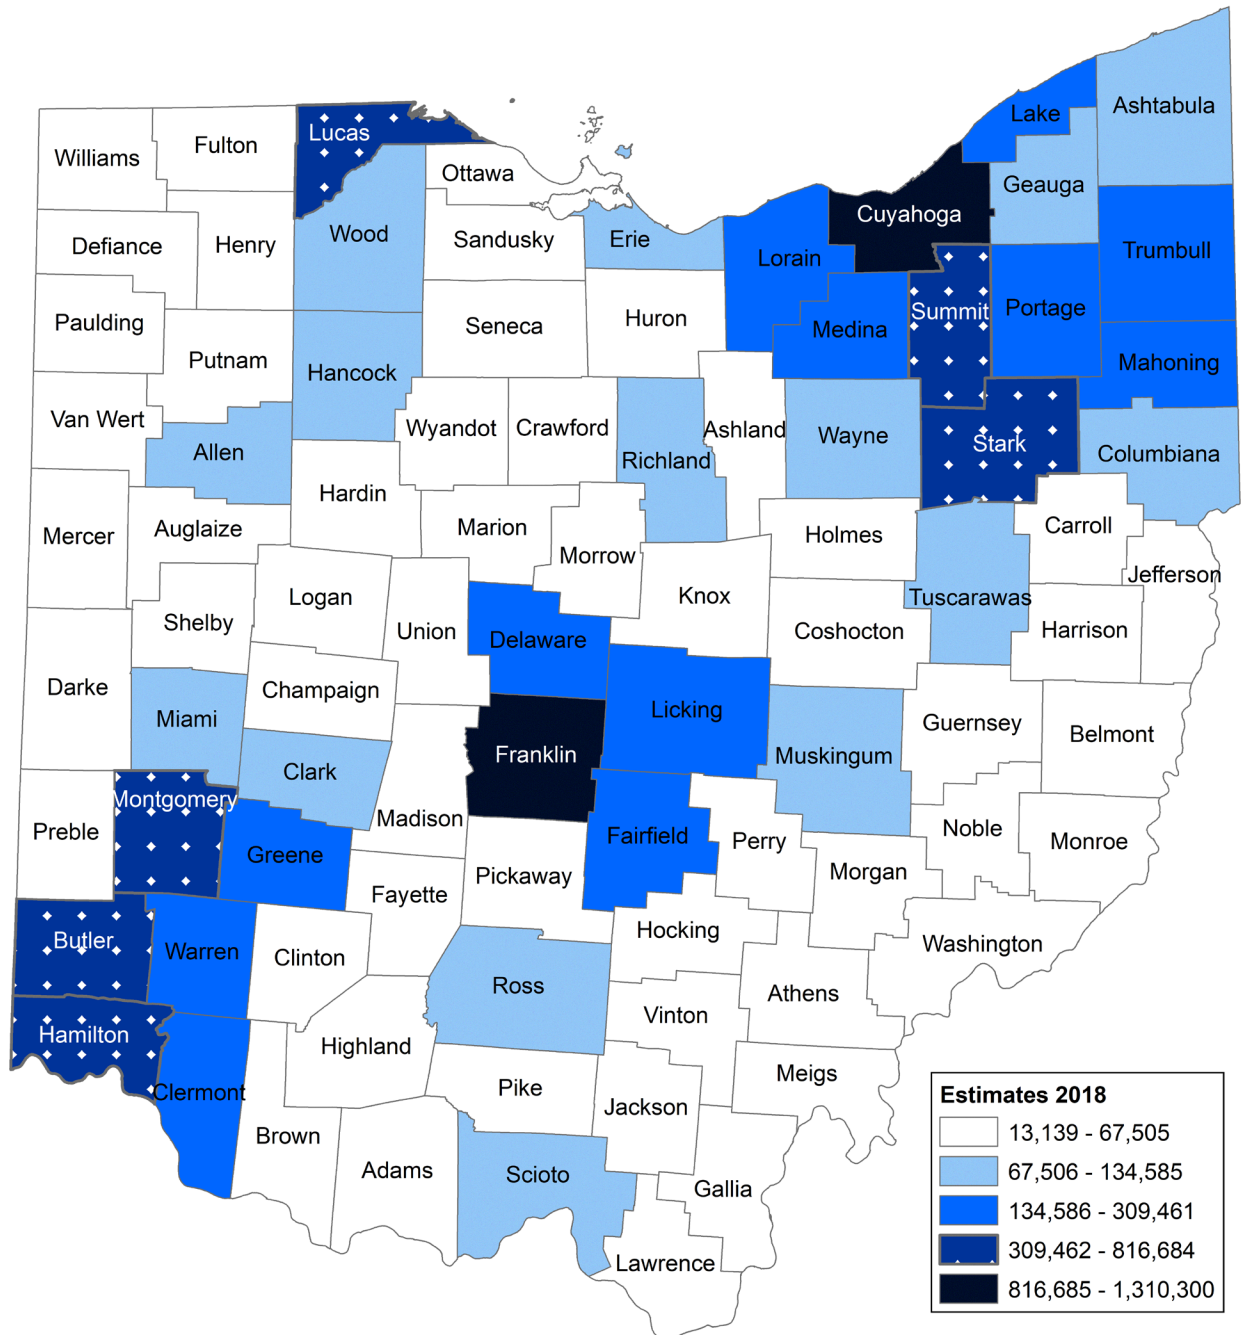 Ashtabula
Lake
Lucas
Fulton
Williams
Ottawa
Geauga
Cuyahoga
Wood
Erie
Sandusky
Henry
Defiance
Trumbull
Lorain
Portage
Summit
Paulding
Huron
Seneca
Medina
Putnam
Mahoning
Hancock
Van Wert
Wyandot
Crawford
Ashland
Wayne
Stark
Allen
Richland
Columbiana
Hardin
Mercer
Auglaize
Marion
Holmes
Carroll
Morrow
Jefferson
Logan
Knox
Tuscarawas
Shelby
Union
Coshocton
Harrison
Delaware
Darke
Champaign
Licking
Miami
Guernsey
Belmont
Franklin
Muskingum
Clark
Montgomery
Madison
Preble
Fairfield
Perry
Noble
Monroe
Greene
Pickaway
Morgan
Fayette
Hocking
Butler
Warren
Washington
Clinton
Ross
Athens
Vinton
Hamilton
Highland
Meigs
Clermont
Pike
Jackson
Brown
Adams
Scioto
Gallia
Lawrence
Estimates 2018
13,139 - 67,505
67,506 - 134,585
134,586 - 309,461
309,462 - 816,684
816,685 - 1,310,300